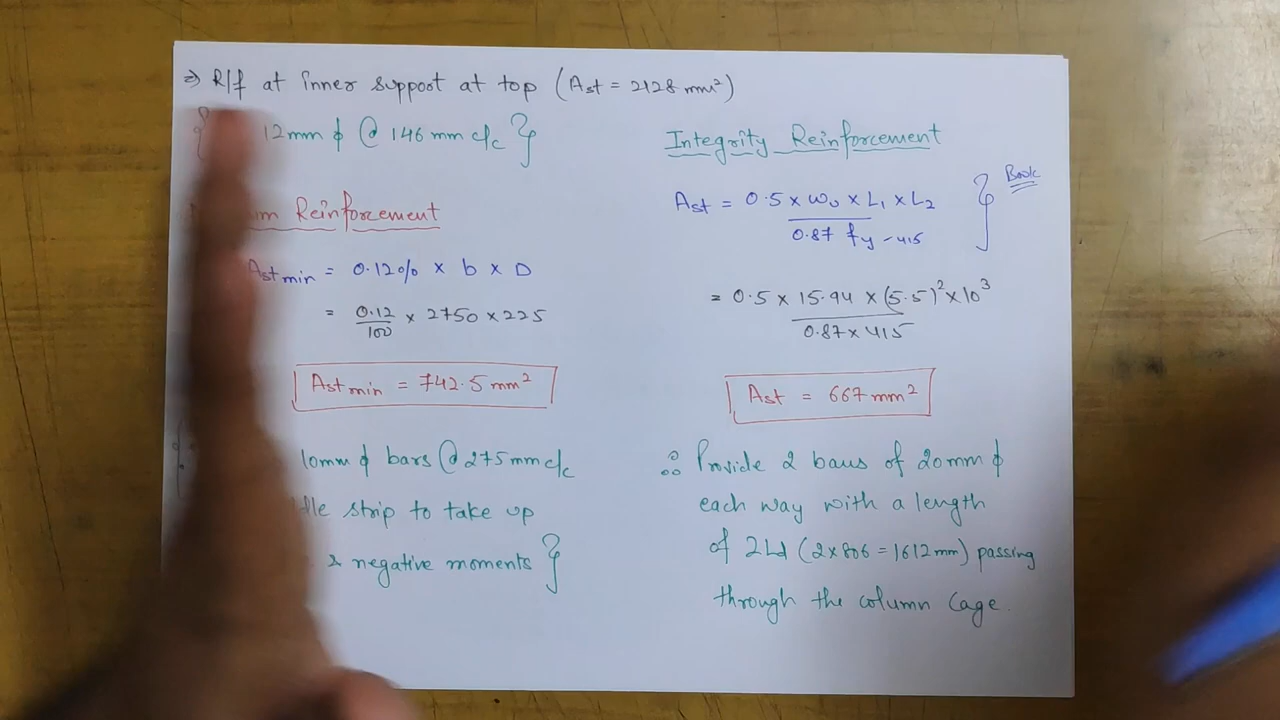 ⇒ R/f at inner support at top (Ast = 2128 mm²)
12mm ϕ @ 146 mm c/c }
Reinforcement
Ast min = 0.12% × b × D
= 0.12/100 × 2750 × 225
Ast min = 742.5 mm²
10mm ϕ bars @ 275mm c/c
strip to take up
& negative moments }
Integrity Reinforcement
Ast = 0.5 × w₀ × L₁ × L₂ / 0.87 fy - 415 } Book
= 0.5 × 15.94 × (5.5)² × 10³ / 0.87 × 415
Ast = 667 mm²
∴ Provide 2 bars of 20mm ϕ
each way with a length
of 2Ld (2×806 = 1612 mm) passing
through the column cage.